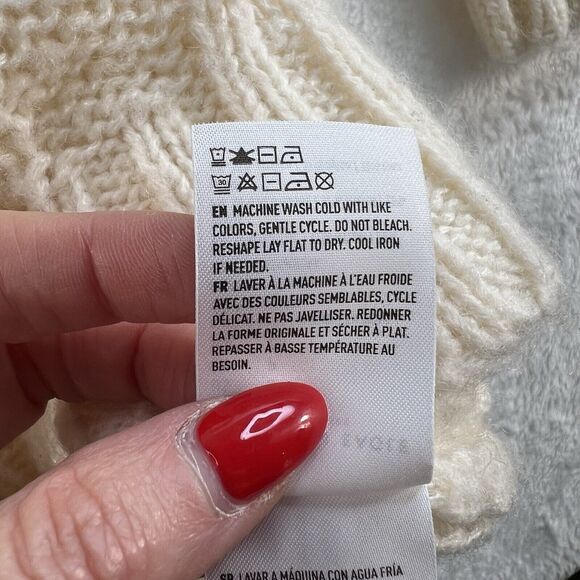 30
EN MACHINE WASH COLD WITH LIKE
COLORS, GENTLE CYCLE. DO NOT BLEACH.
RESHAPE LAY FLAT TO DRY. COOL IRON
IF NEEDED.
FR LAVER À LA MACHINE À L'EAU FROIDE
AVEC DES COULEURS SEMBLABLES, CYCLE
DÉLICAT. NE PAS JAVELLISER. REDONNER
LA FORME ORIGINALE ET SÉCHER À PLAT.
REPASSER À BASSE TEMPÉRATURE AU
BESOIN.
SP LAVAR A MÁQUINA CON AGUA FRÍA